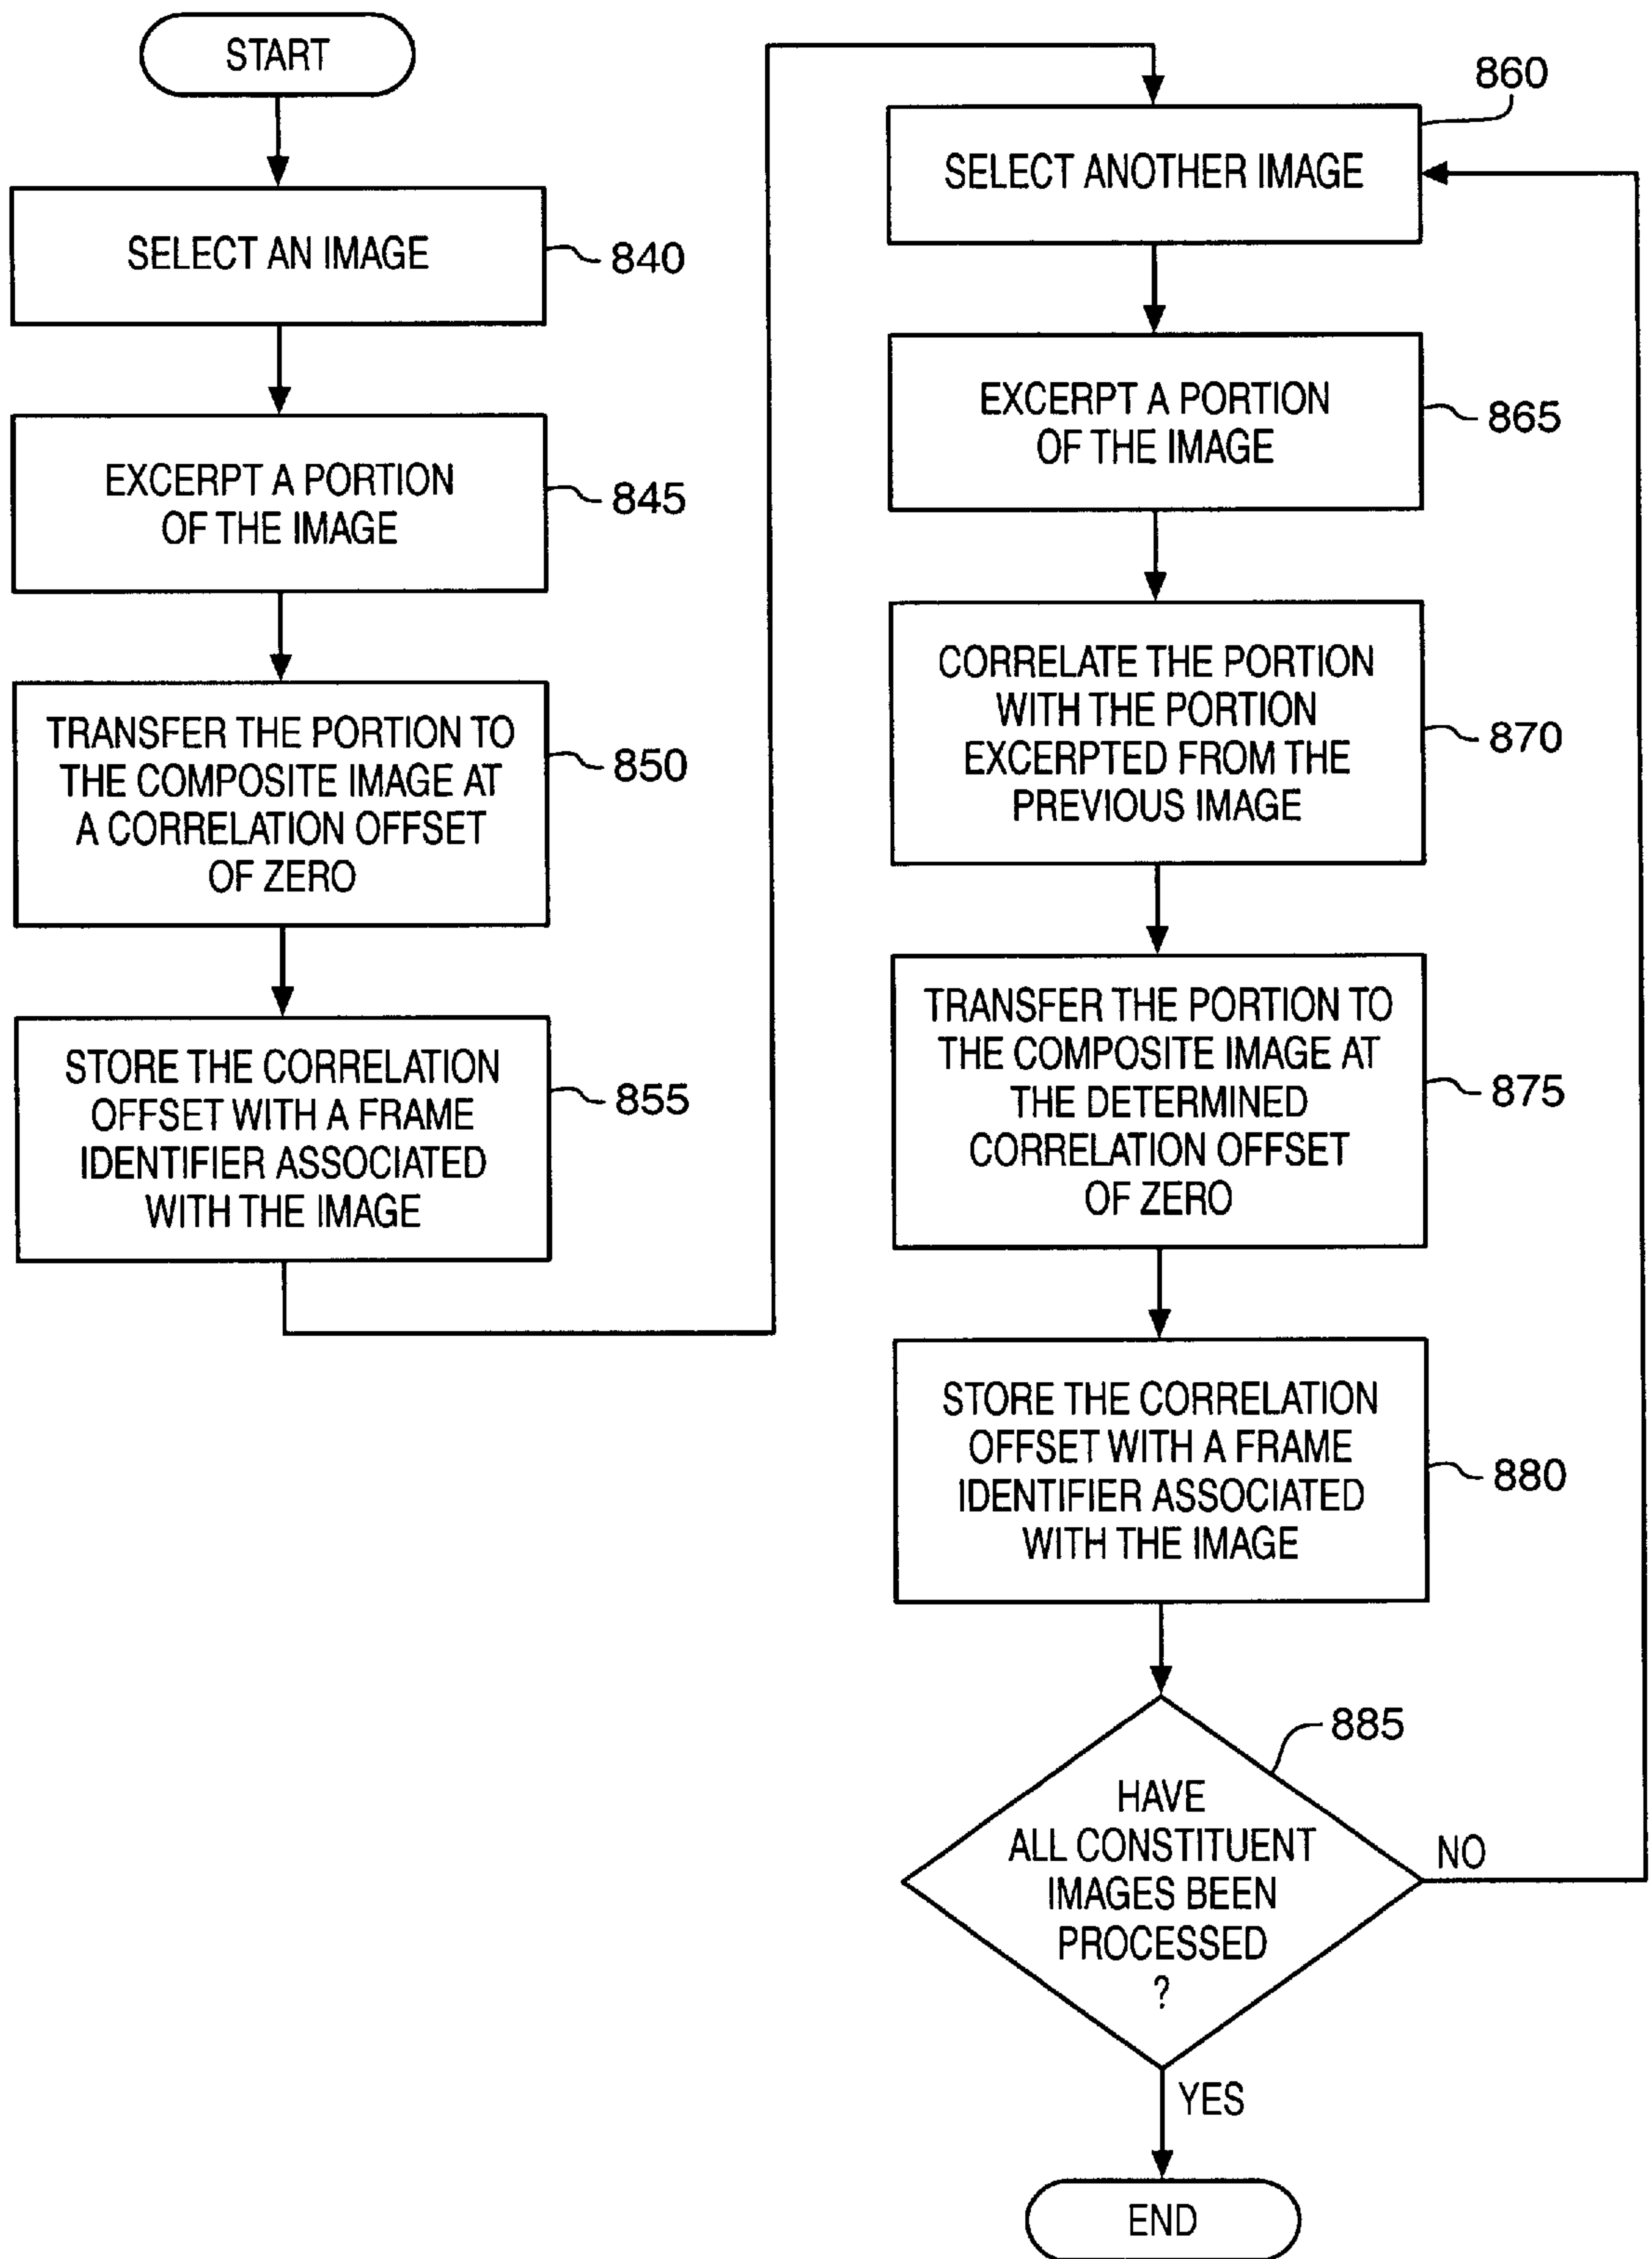 START
SELECT AN IMAGE
840
EXCERPT A PORTION
OF THE IMAGE
845
TRANSFER THE PORTION TO
THE COMPOSITE IMAGE AT
A CORRELATION OFFSET
OF ZERO
850
STORE THE CORRELATION
OFFSET WITH A FRAME
IDENTIFIER ASSOCIATED
WITH THE IMAGE
855
860
SELECT ANOTHER IMAGE
EXCERPT A PORTION
OF THE IMAGE
865
CORRELATE THE PORTION
WITH THE PORTION
EXCERPTED FROM THE
PREVIOUS IMAGE
870
TRANSFER THE PORTION TO
THE COMPOSITE IMAGE AT
THE DETERMINED
CORRELATION OFFSET
OF ZERO
875
STORE THE CORRELATION
OFFSET WITH A FRAME
IDENTIFIER ASSOCIATED
WITH THE IMAGE
880
885
HAVE
ALL CONSTITUENT
IMAGES BEEN
PROCESSED
?
NO
YES
END